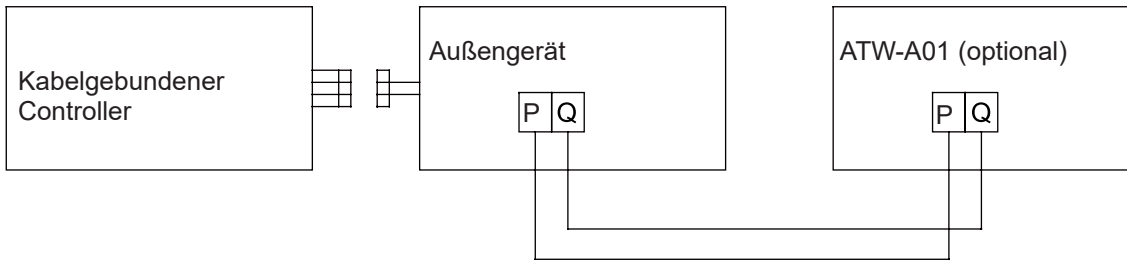 Kabelgebundener
Controller
Außengerät
P Q
ATW-A01 (optional)
P Q